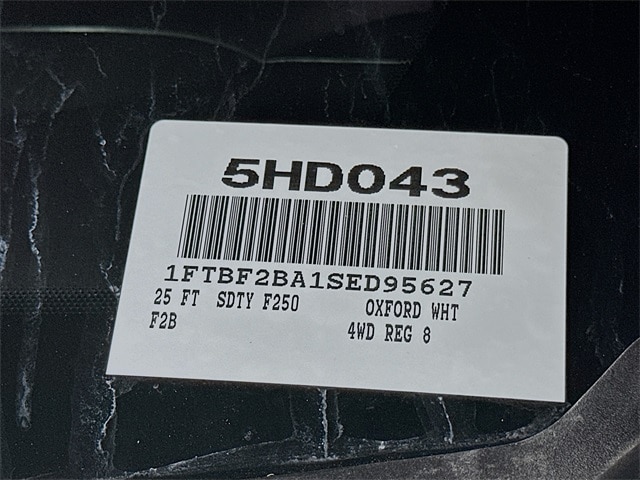 5HD043
1FTBF2BA1SED95627
25 FT SDTY F250 OXFORD WHT
F2B 4WD REG 8